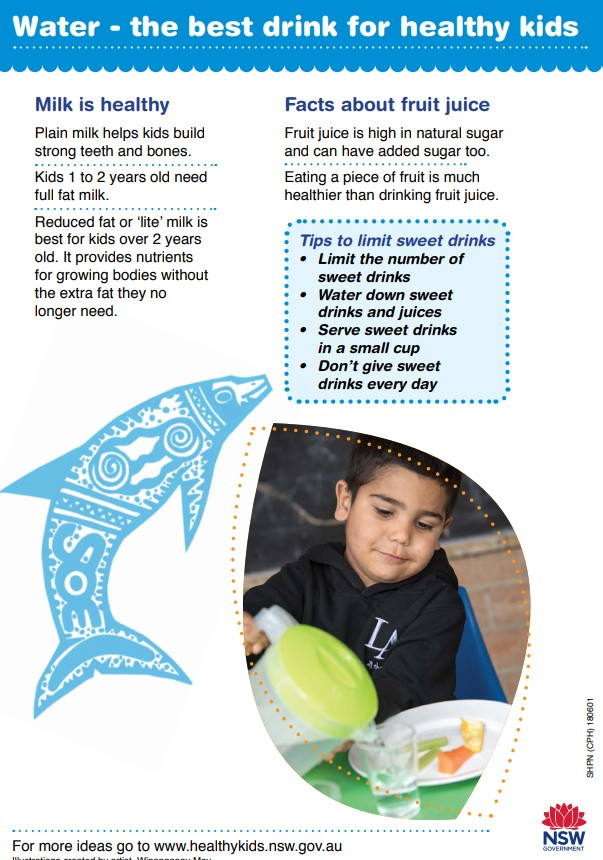 Water - the best drink for healthy kids
Milk is healthy
Plain milk helps kids build
strong teeth and bones.
Kids 1 to 2 years old need
full fat milk.
Reduced fat or ‘lite’ milk is
best for kids over 2 years
old. It provides nutrients
for growing bodies without
the extra fat they no
longer need.
Facts about fruit juice
Fruit juice is high in natural sugar
and can have added sugar too.
Eating a piece of fruit is much
healthier than drinking fruit juice.
Tips to limit sweet drinks
• Limit the number of
sweet drinks
• Water down sweet
drinks and juices
• Serve sweet drinks
in a small cup
• Don’t give sweet
drinks every day
LA
SHPN (CPH) 180601
NSW
GOVERNMENT
For more ideas go to www.healthykids.nsw.gov.au
Illustrations created by artist,